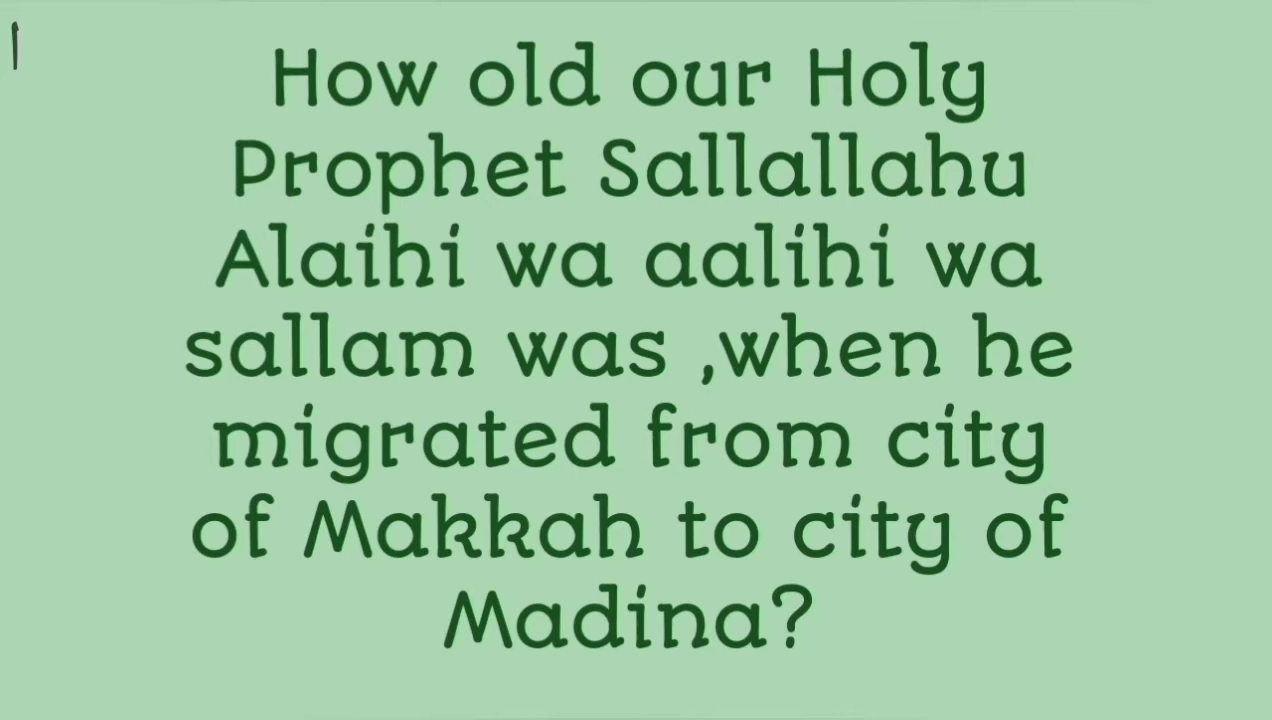 How old our Holy
Prophet Sallallahu
Alaihi wa aalihi wa
sallam was ,when he
migrated from city
of Makkah to city of
Madina?